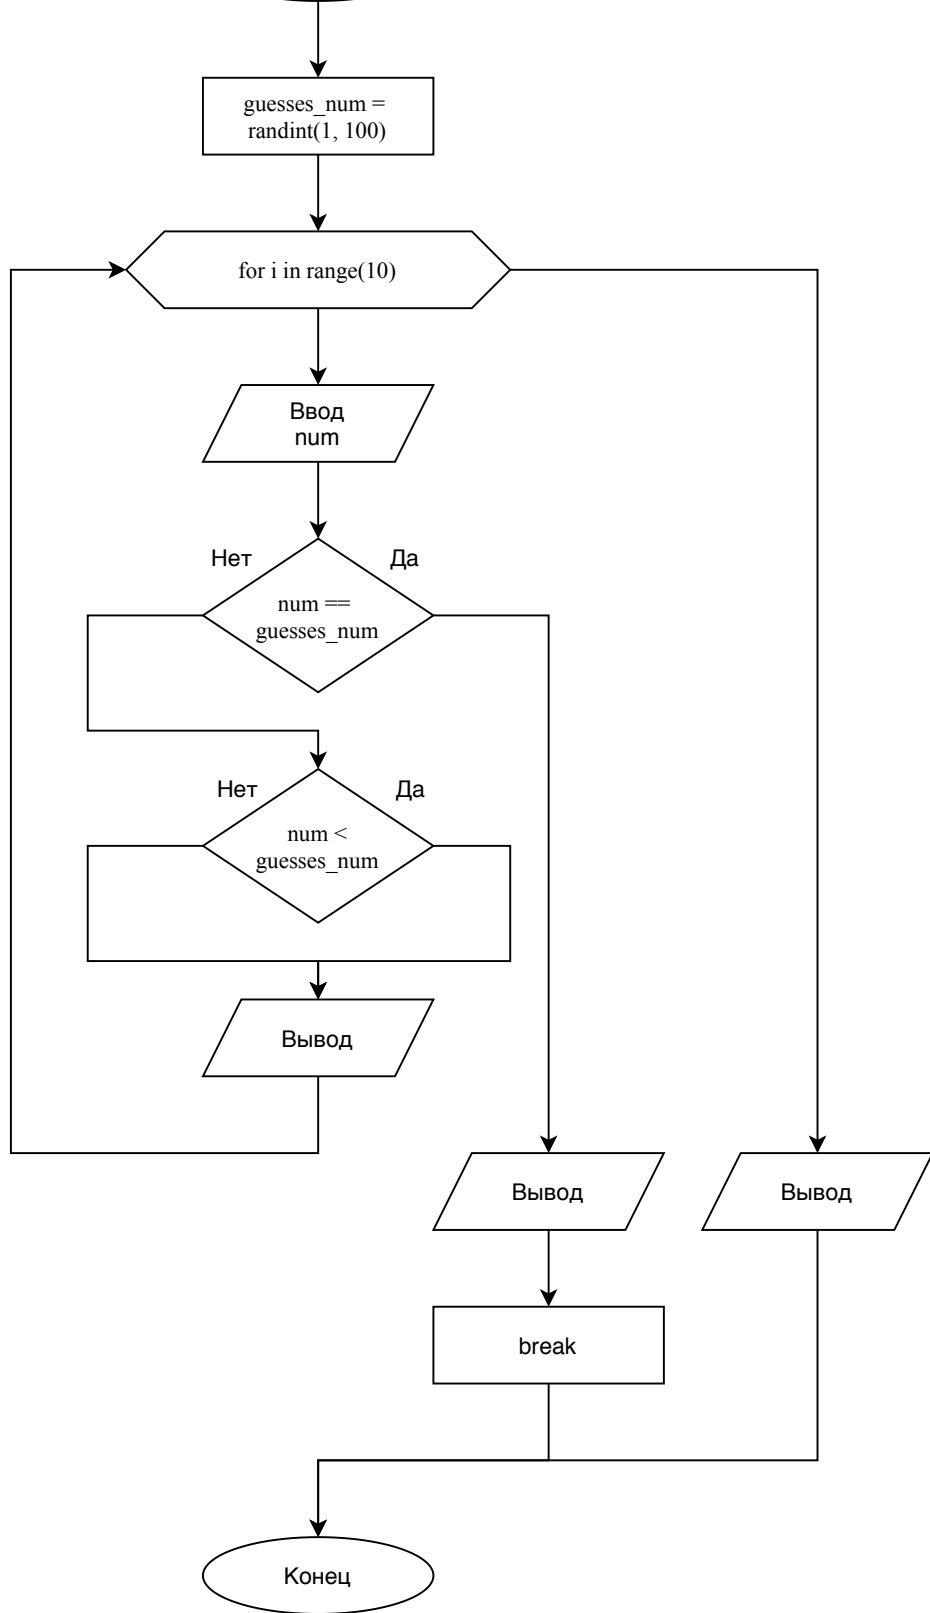 guesses_num =
randint(1, 100)
for i in range(10)
Ввод
num
Нет
Да
num ==
guesses_num
Нет
Да
num <
guesses_num
Вывод
Вывод
Вывод
break
Конец